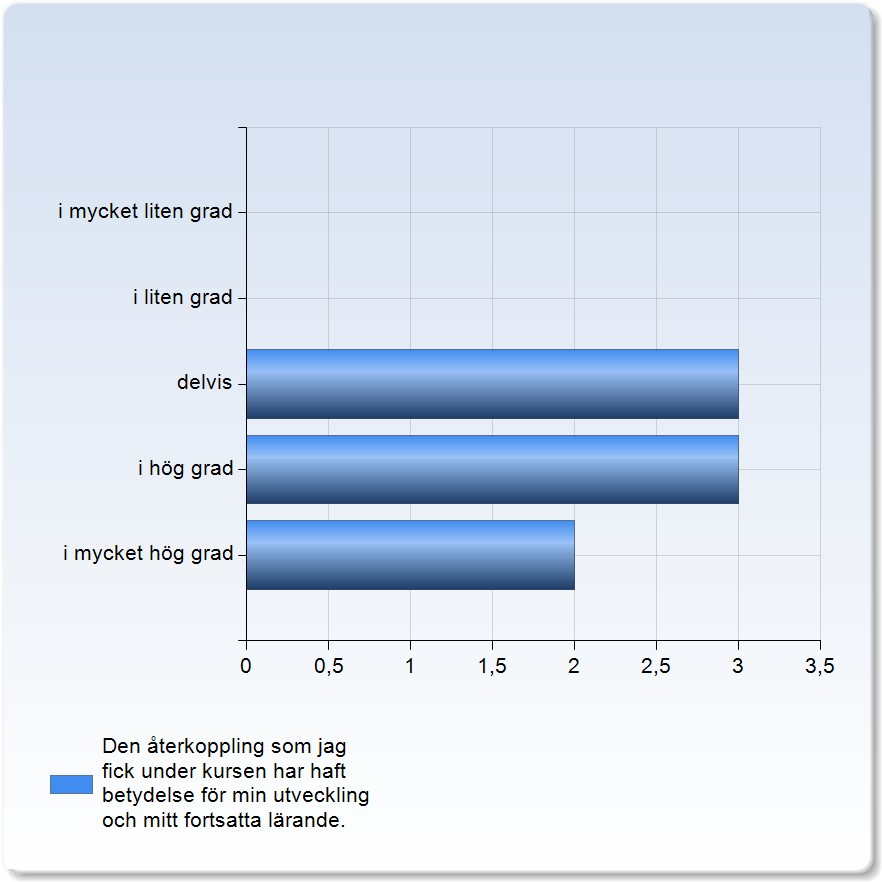 i mycket liten grad
i liten grad
delvis
i hög grad
i mycket hög grad
0 0,5 1 1,5 2 2,5 3 3,5
Den återkoppling som jag
fick under kursen har haft
betydelse för min utveckling
och mitt fortsatta lärande.